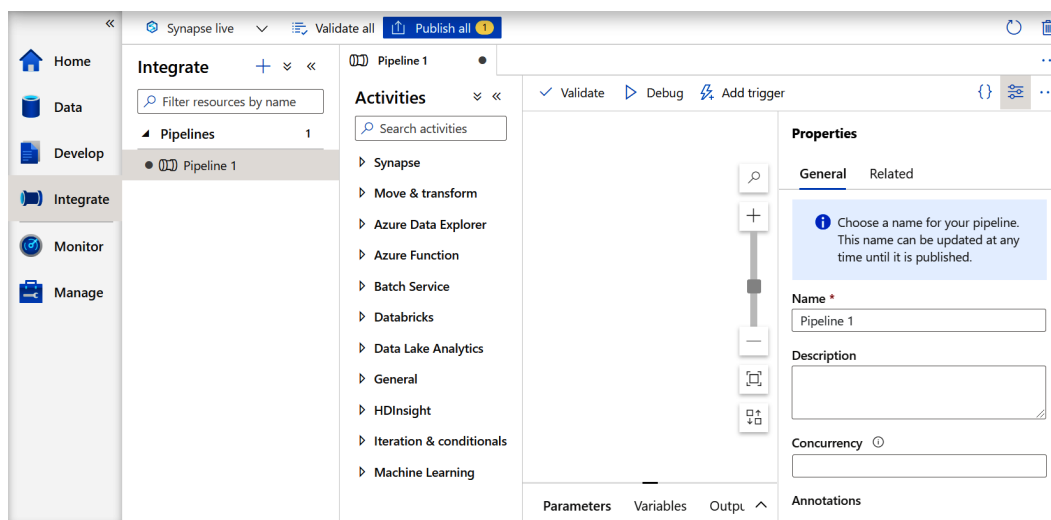 Synapse live
Validate all
Publish all 1
Home
Data
Develop
Integrate
Monitor
Manage
Integrate
Filter resources by name
Pipelines 1
Pipeline 1
Pipeline 1
Activities
Search activities
Synapse
Move & transform
Azure Data Explorer
Azure Function
Batch Service
Databricks
Data Lake Analytics
General
HDInsight
Iteration & conditionals
Machine Learning
Validate
Debug
Add trigger
Parameters
Variables
Properties
General
Related
Choose a name for your pipeline.
This name can be updated at any
time until it is published.
Name *
Pipeline 1
Description
Concurrency
Annotations